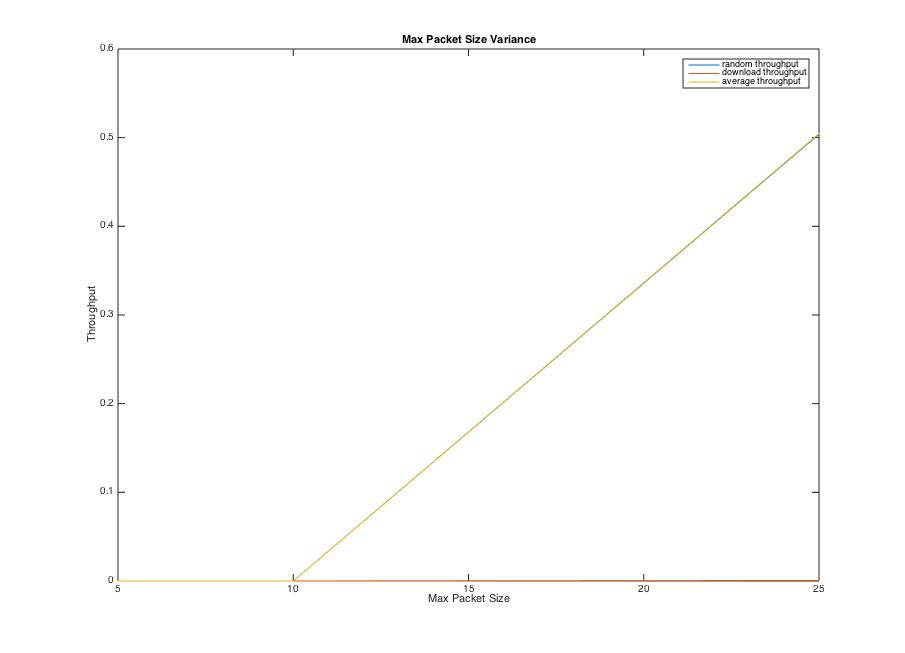 Max Packet Size Variance
0.6
random throughput
download throughput
average throughput
0.5
0.4
0.3
Throughput
0.2
0.1
0
5
10
15
20
25
Max Packet Size